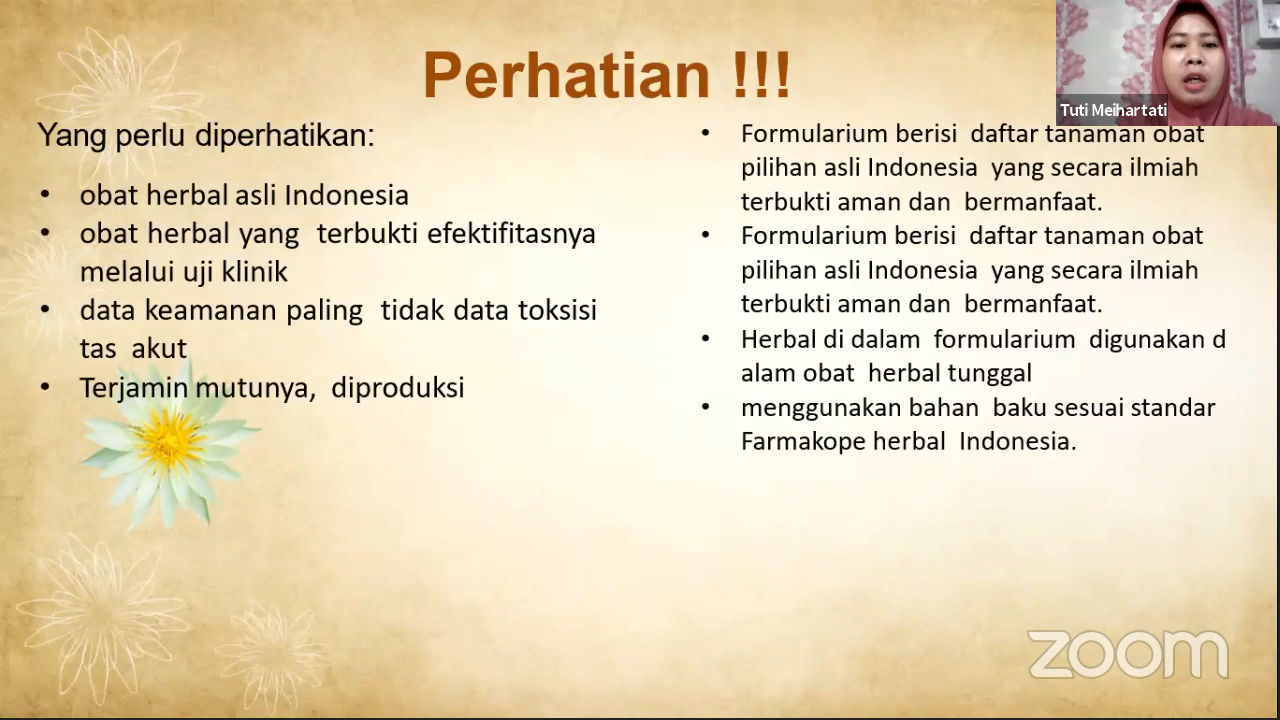 Perhatian !!!
Tuti Meihartati
Yang perlu diperhatikan:
• obat herbal asli Indonesia
• obat herbal yang terbukti efektifitasnya
melalui uji klinik
• data keamanan paling tidak data toksisi
tas akut
• Terjamin mutunya, diproduksi
• Formularium berisi daftar tanaman obat
pilihan asli Indonesia yang secara ilmiah
terbukti aman dan bermanfaat.
• Formularium berisi daftar tanaman obat
pilihan asli Indonesia yang secara ilmiah
terbukti aman dan bermanfaat.
• Herbal di dalam formularium digunakan d
alam obat herbal tunggal
• menggunakan bahan baku sesuai standar
Farmakope herbal Indonesia.
zoom